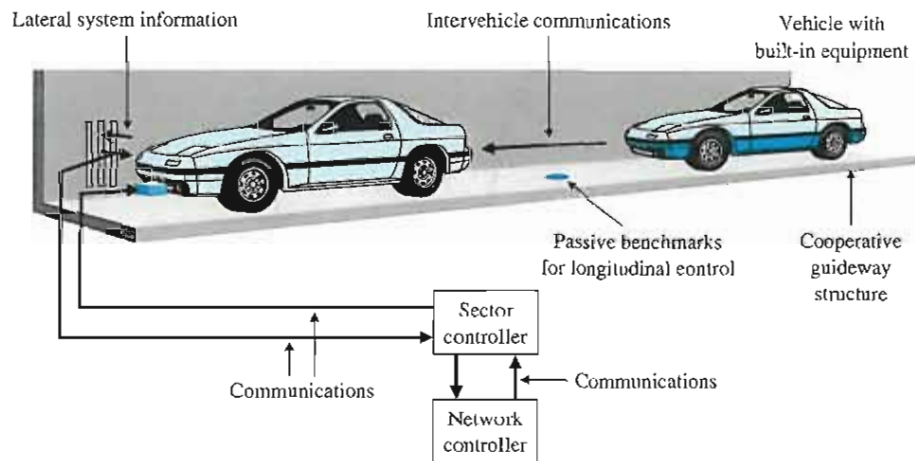 Lateral system information
Intervehicle communications
Vehicle with
built-in equipment
Passive benchmarks
for longitudinal control
Cooperative
guideway
structure
Sector
controller
Communications
Communications
Network
controller